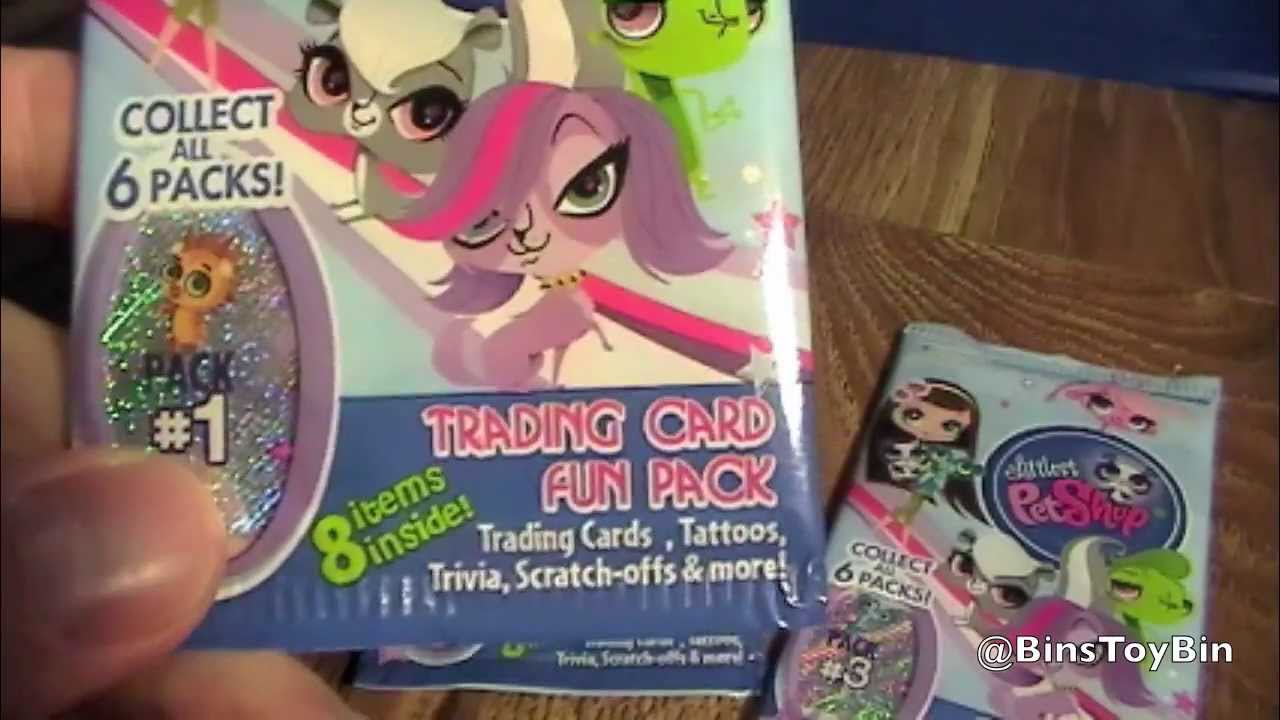 COLLECT
ALL
6 PACKS!
PACK
#1
TRADING CARD
FUN PACK
8 items
inside!
Trading Cards , Tattoos,
Trivia, Scratch-offs & more!
Trivia, Scratch-offs & more!
Littlest
PetShop
COLLECT
ALL
6 PACKS!
PACK
#3
@BinsToyBin